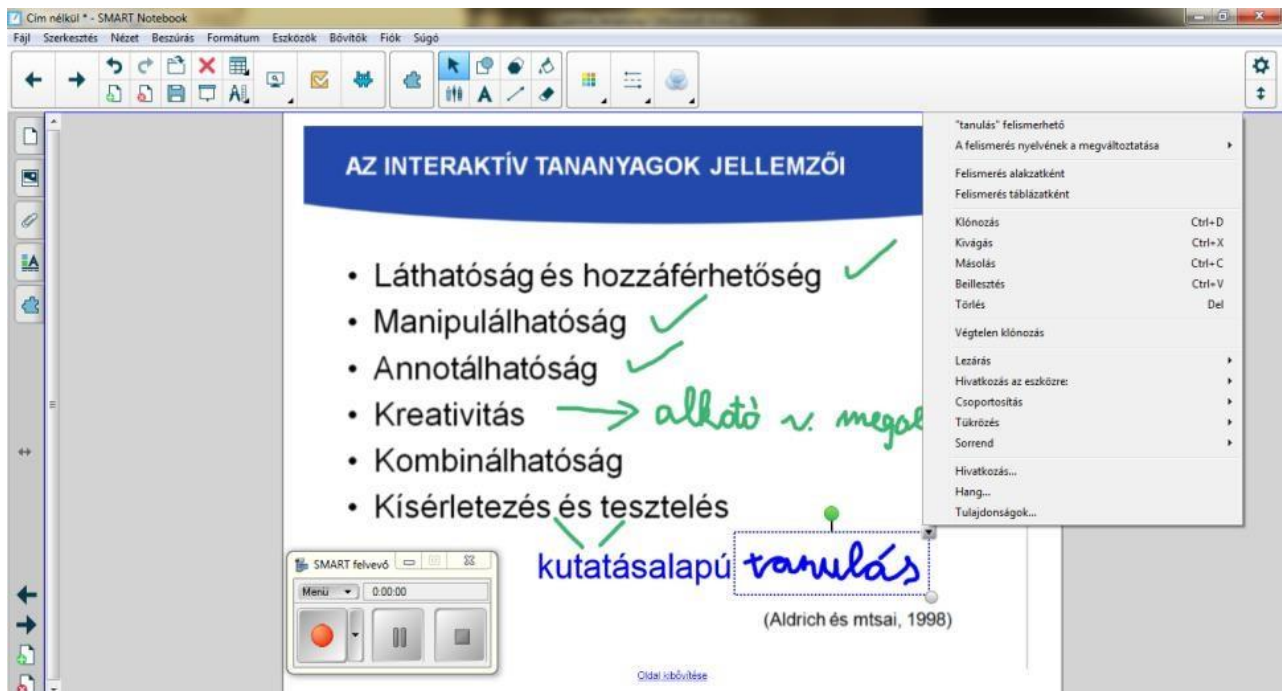 Cím nélkül * - SMART Notebook
Fájl Szerkesztés Nézet Beszúrás Formátum Eszközök Bővítők Fiók Súgó
AZ INTERAKTÍV TANANYAGOK JELLEMZŐI
• Láthatóság és hozzáférhetőség
• Manipulálhatóság
• Annotálhatóság
• Kreativitás → alkotó v.
• Kombinálhatóság
• Kísérletezés és tesztelés
kutatásalapú tanulás
(Aldrich és mtsai, 1998)
Oldal kibővítése
SMART felvevő
Menü 0:00:00
"tanulás" felismerhető
A felismerés nyelvének a megváltoztatása
Felismerés alakzatként
Felismerés táblázatként
Klónozás Ctrl+D
Kivágás Ctrl+X
Másolás Ctrl+C
Beillesztés Ctrl+V
Törlés Del
Végtelen klónozás
Lezárás
Hivatkozás az eszközre:
Csoportosítás
Tükrözés
Sorrend
Hivatkozás...
Hang...
Tulajdonságok...